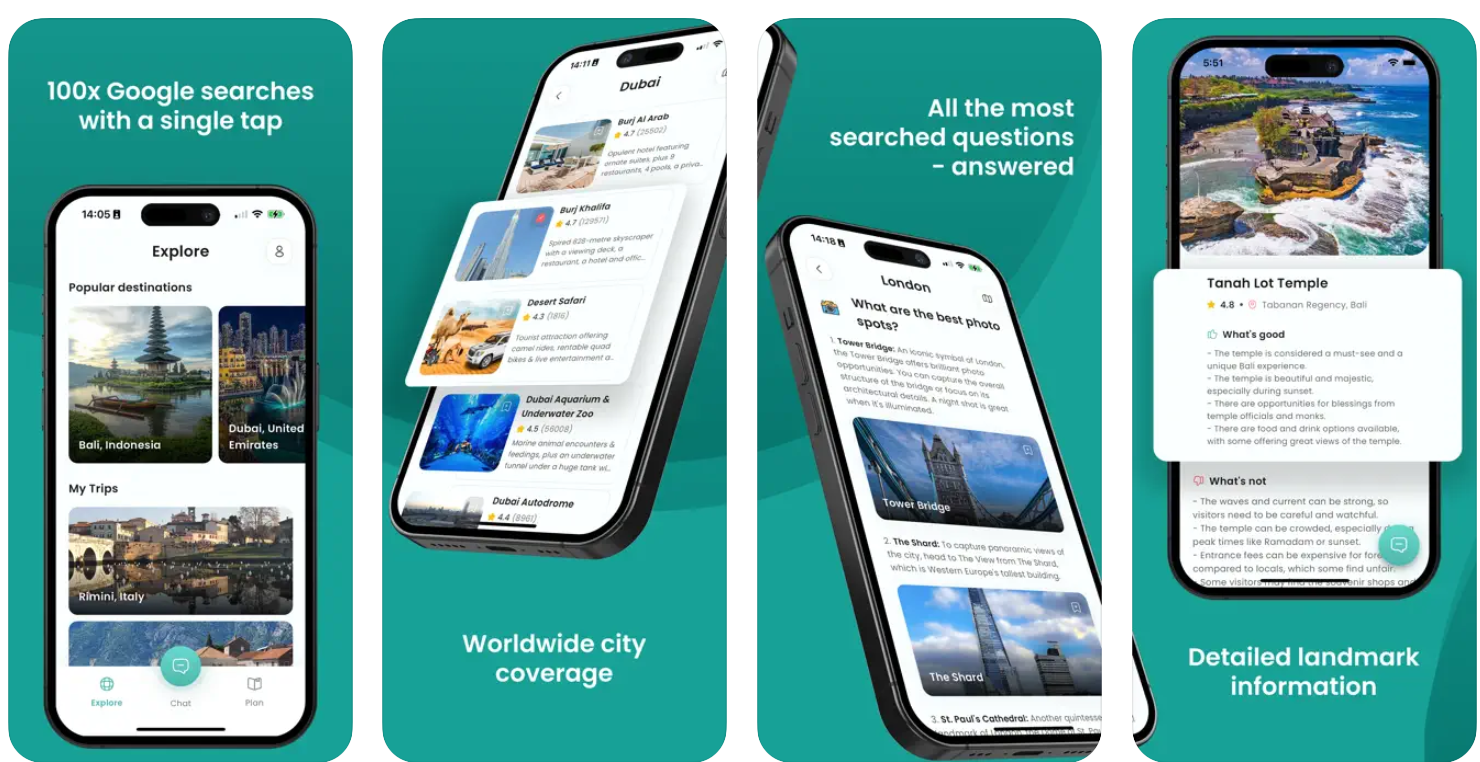 100x Google searches
with a single tap
14:05
Explore
Popular destinations
Bali, Indonesia
Dubai, United
Emirates
My Trips
Rimini, Italy
Explore
Chat
Plan
14:11
Dubai
Burj Al Arab
4.7 (25502)
Opulent hotel featuring
ornate suites, plus 9
restaurants, 4 pools, a priva...
Burj Khalifa
4.7 (129571)
Spired 828-metre skyscraper
with a viewing deck, a
restaurant, a hotel and offic...
Desert Safari
4.3 (1816)
Tourist attraction offering
camel rides, rentable quad
bikes & live entertainment a...
Dubai Aquarium &
Underwater Zoo
4.5 (56008)
Marine animal encounters &
feedings, plus an underwater
tunnel under a huge tank wi...
Dubai Autodrome
4.4 (8961)
Worldwide city
coverage
All the most
searched questions
- answered
14:18
London
What are the best photo
spots?
1. Tower Bridge: An iconic symbol of London,
the Tower Bridge offers brilliant photo
opportunities. You can capture the overall
structure of the bridge or focus on its
architectural details. A night shot is great
when it's illuminated.
Tower Bridge
2. The Shard: To capture panoramic views of
the city, head to The View from The Shard,
which is Western Europe's tallest building.
The Shard
3. St. Paul's Cathedral: Another quintesse
landmark of London, the dome of St. Pau
5:51
Tanah Lot Temple
4.8 • Tabanan Regency, Bali
What's good
- The temple is considered a must-see and a
unique Bali experience.
- The temple is beautiful and majestic,
especially during sunset.
- There are opportunities for blessings from
temple officials and monks.
- There are food and drink options available,
with some offering great views of the temple.
What's not
- The waves and current can be strong, so
visitors need to be careful and watchful.
- The temple can be crowded, especially
peak times like Ramadam or sunset.
- Entrance fees can be expensive for
compared to locals, which some find unfair.
- Some visitors may find the souvenir shops and
Detailed landmark
information